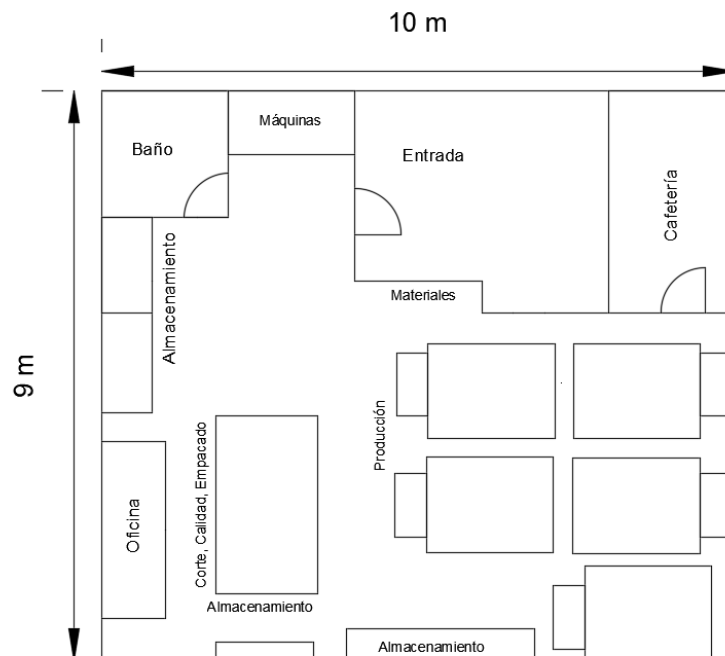 10 m
Máquinas
Baño
Entrada
Cafetería
Almacenamiento
Materiales
9 m
Producción
Corte, Calidad, Empacado
Oficina
Almacenamiento
Almacenamiento